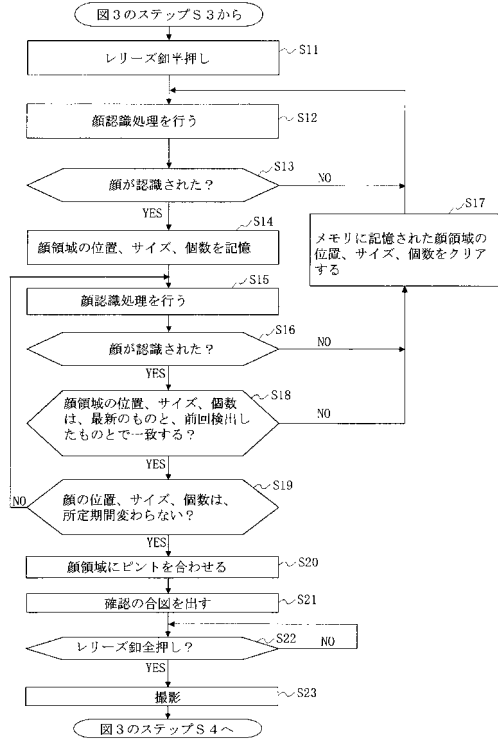 図3のステップS3から
レリーズ釦半押し
S11
顔認識処理を行う
S12
顔が認識された？
S13
NO
YES
S14
顔領域の位置、サイズ、個数を記憶
S17
メモリに記憶された顔領域の
位置、サイズ、個数をクリア
する
S15
顔認識処理を行う
S16
顔が認識された？
NO
YES
S18
顔領域の位置、サイズ、個数
は、最新のものと、前回検出し
たものとで一致する？
NO
YES
S19
顔の位置、サイズ、個数は、
所定期間変わらない？
NO
YES
顔領域にピントを合わせる
S20
確認の合図を出す
S21
レリーズ釦全押し？
S22
NO
YES
撮影
S23
図3のステップS4へ